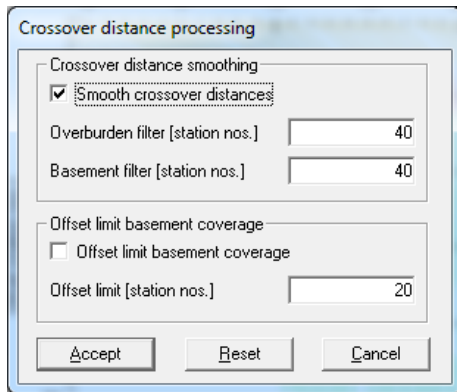 Crossover distance processing
Crossover distance smoothing
Smooth crossover distances
Overburden filter [station nos.] 40
Basement filter [station nos.] 40
Offset limit basement coverage
Offset limit basement coverage
Offset limit [station nos.] 20
Accept Reset Cancel